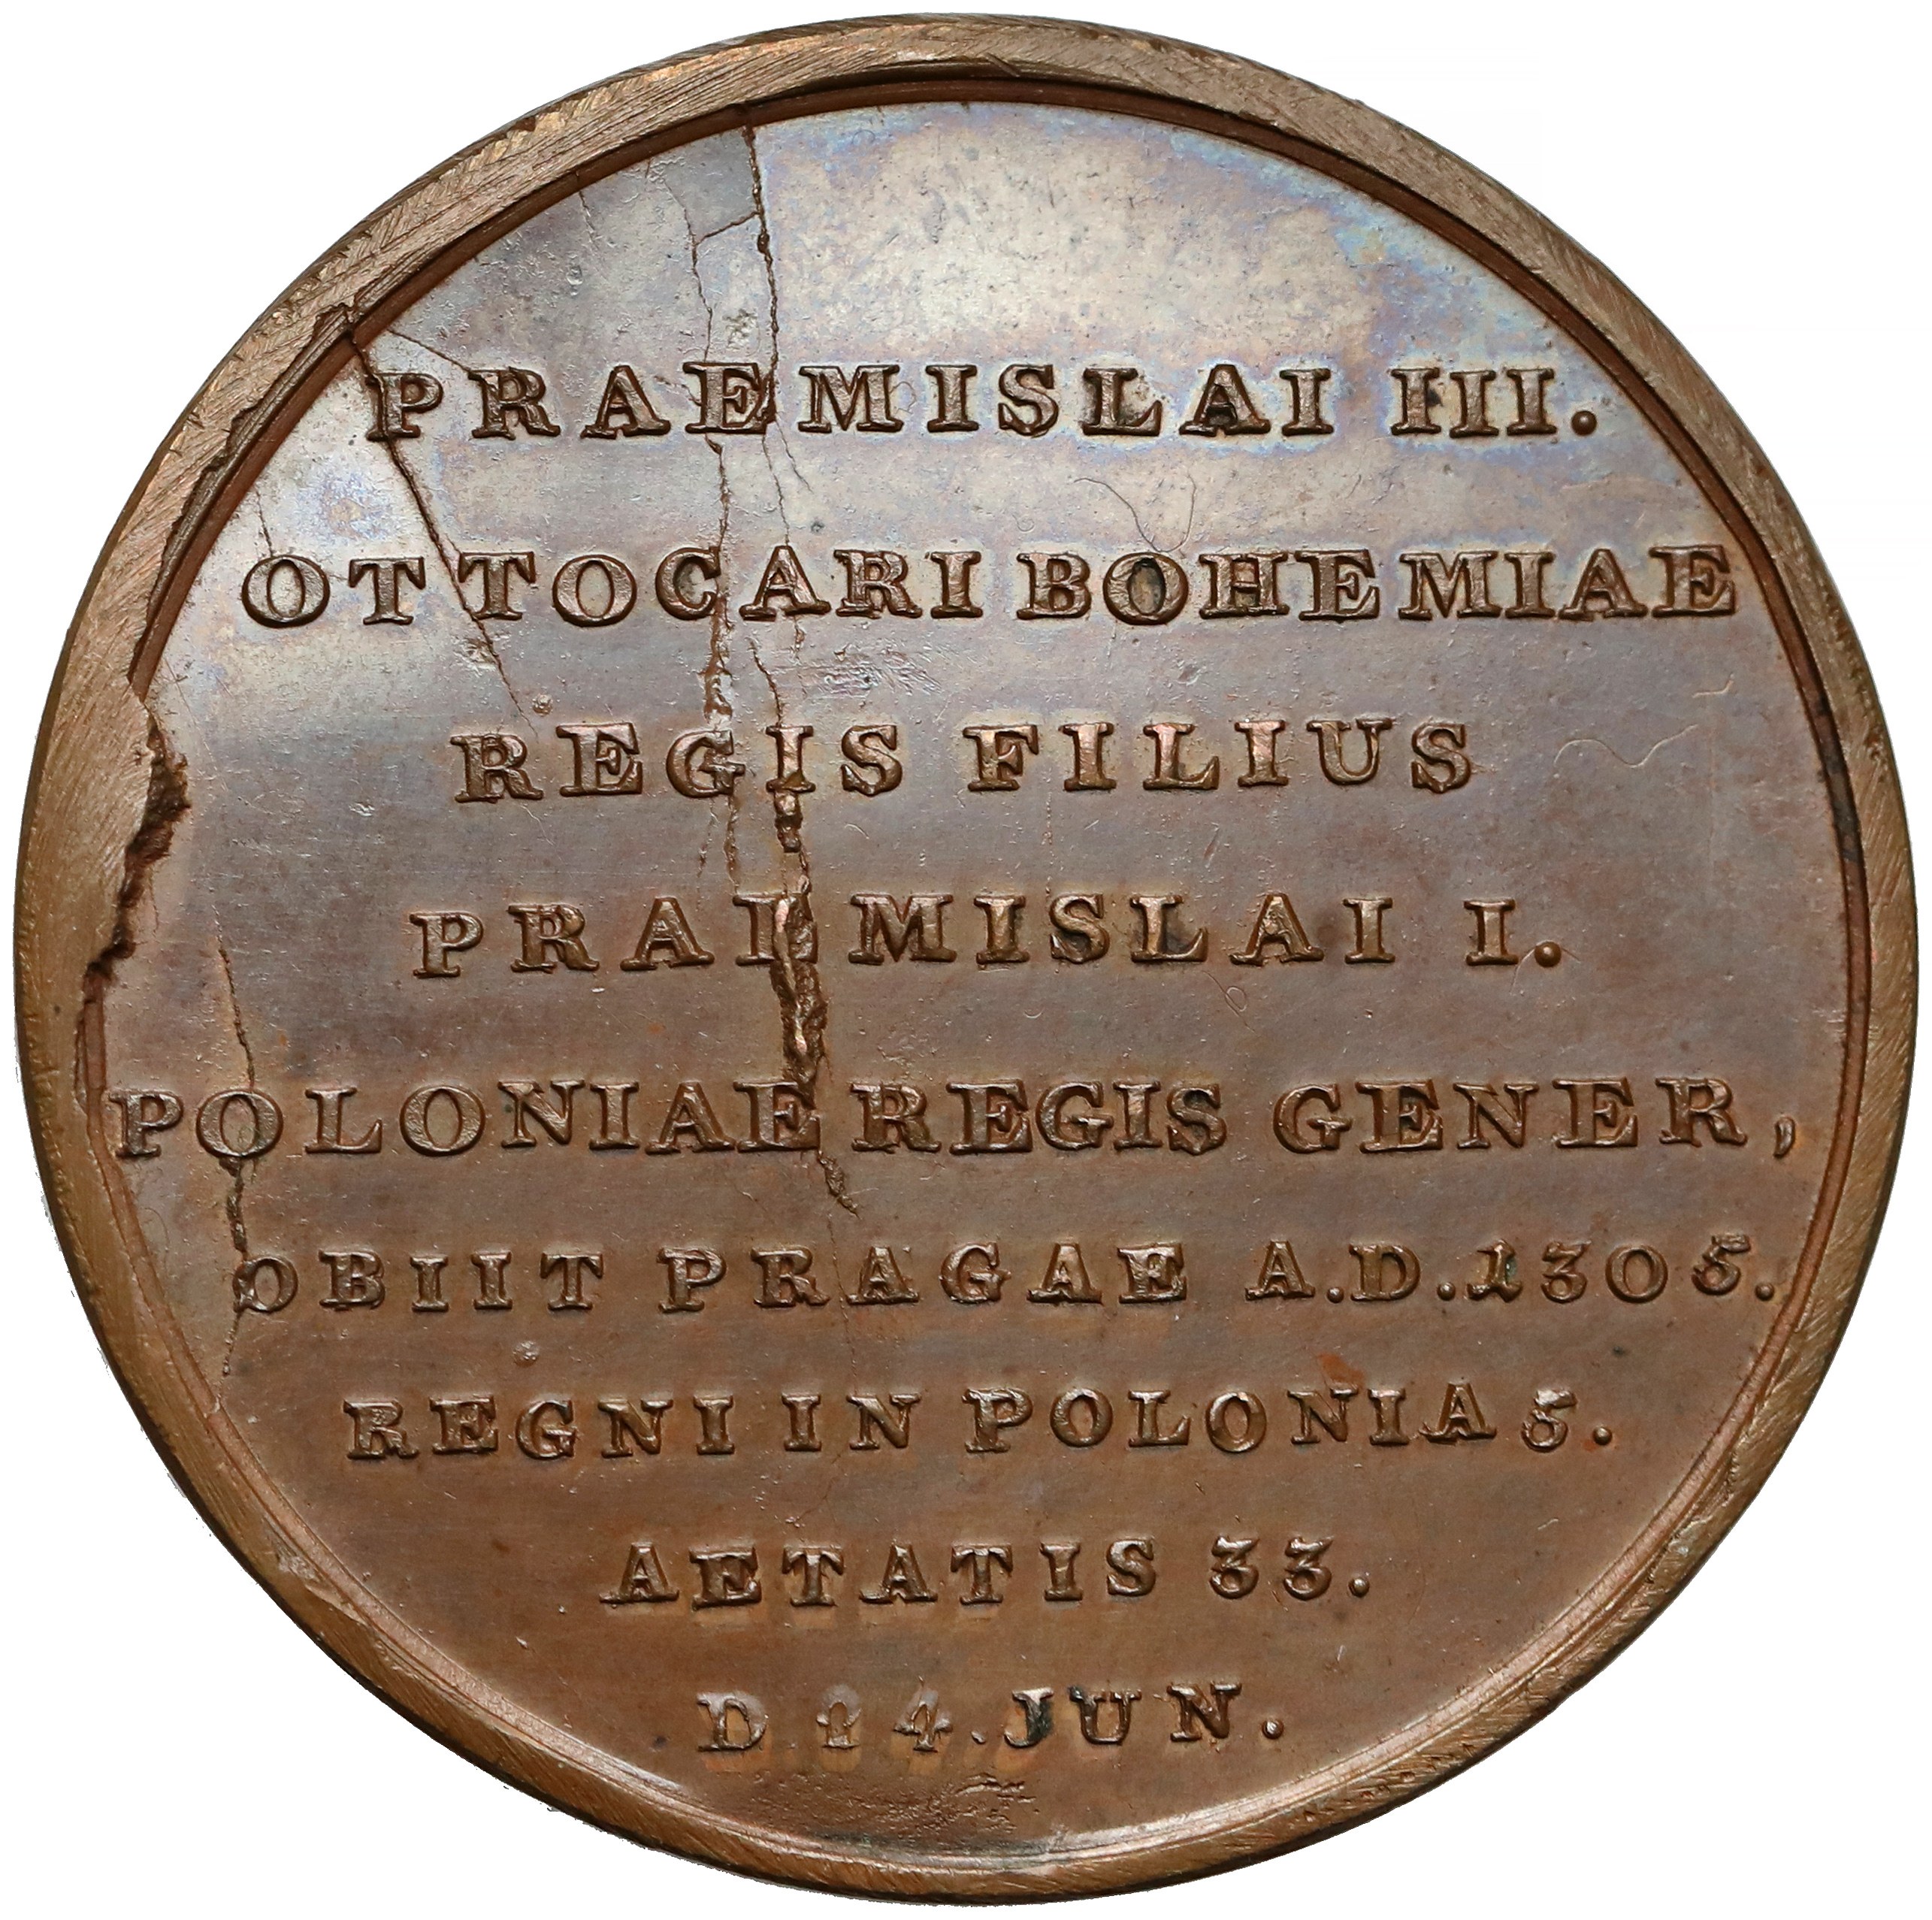 PRAEMISLAI III.
OTTOCARI BOHEMIAE
REGIS FILIUS
PRAEMISLAI I.
POLONIAE REGIS GENER,
OBIIT PRAGAE A.D.1305.
REGNI IN POLONIA 5.
AETATIS 33.
D 24. JUN.